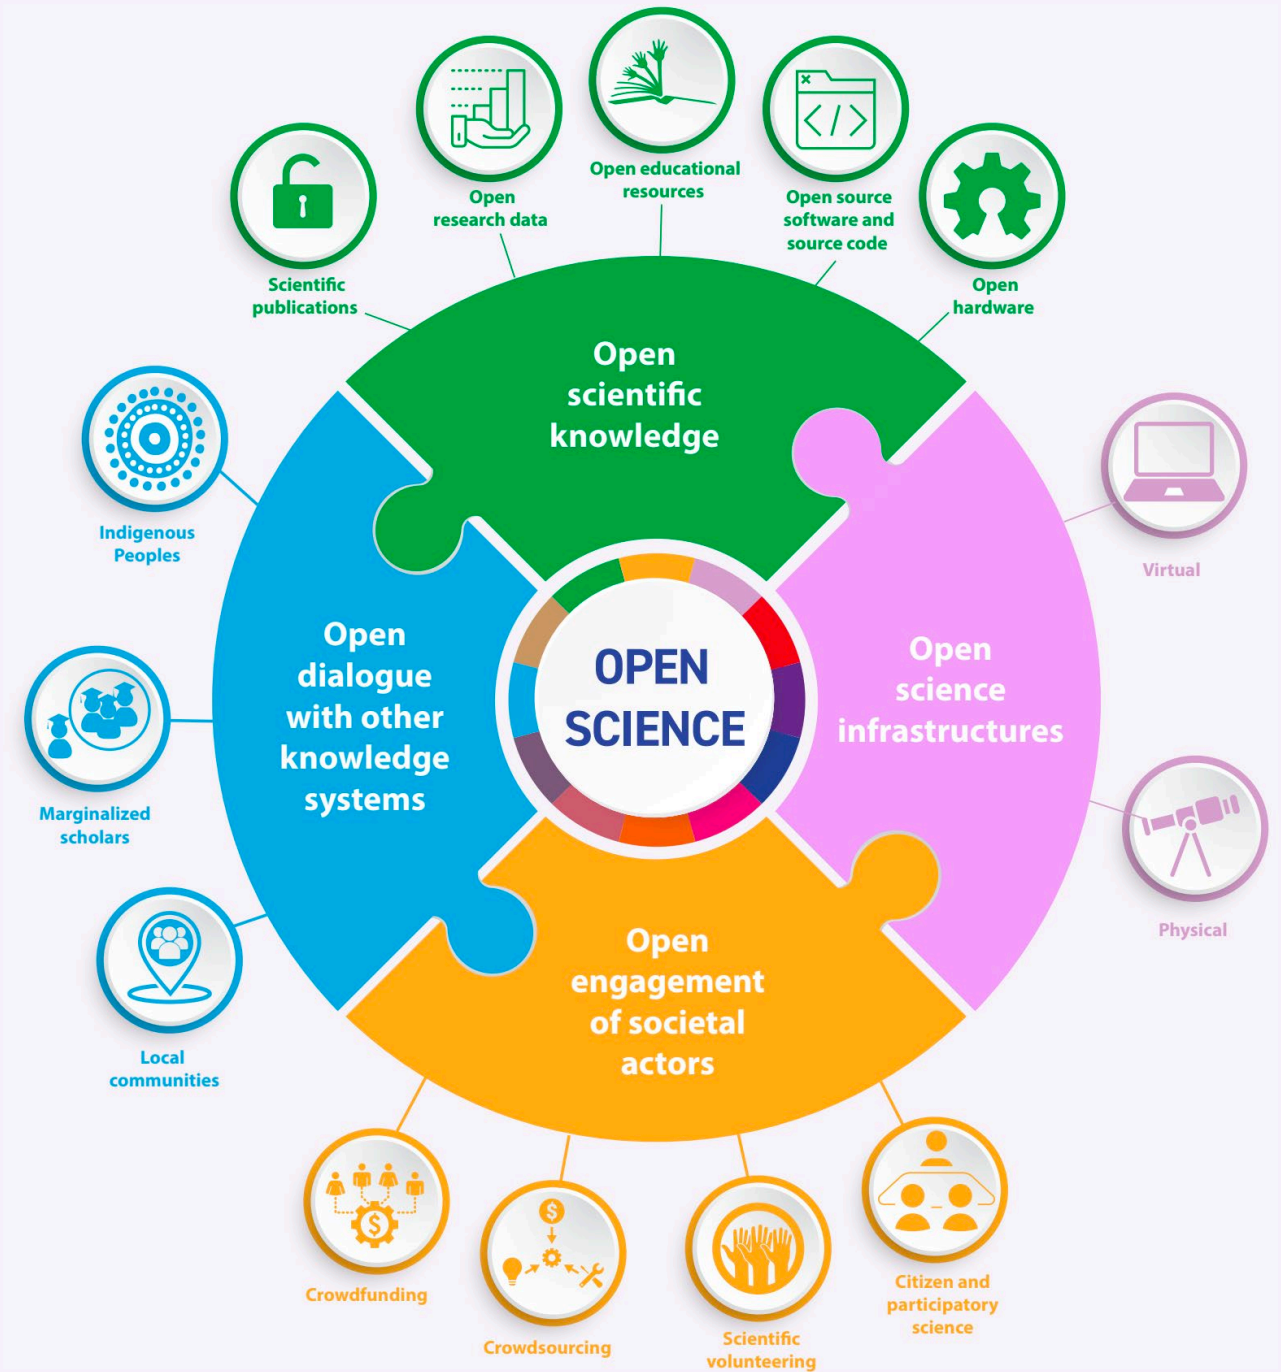 Open educational
resources
Open
research data
Open source
software and
source code
Scientific
publications
Open
hardware
Open
scientific
knowledge
Indigenous
Peoples
Virtual
Open
dialogue
with other
knowledge
systems
OPEN
SCIENCE
Open
science
infrastructures
Marginalized
scholars
Physical
Open
engagement
of societal
actors
Local
communities
Crowdfunding
$
Crowdsourcing
$
Scientific
volunteering
Citizen and
participatory
science